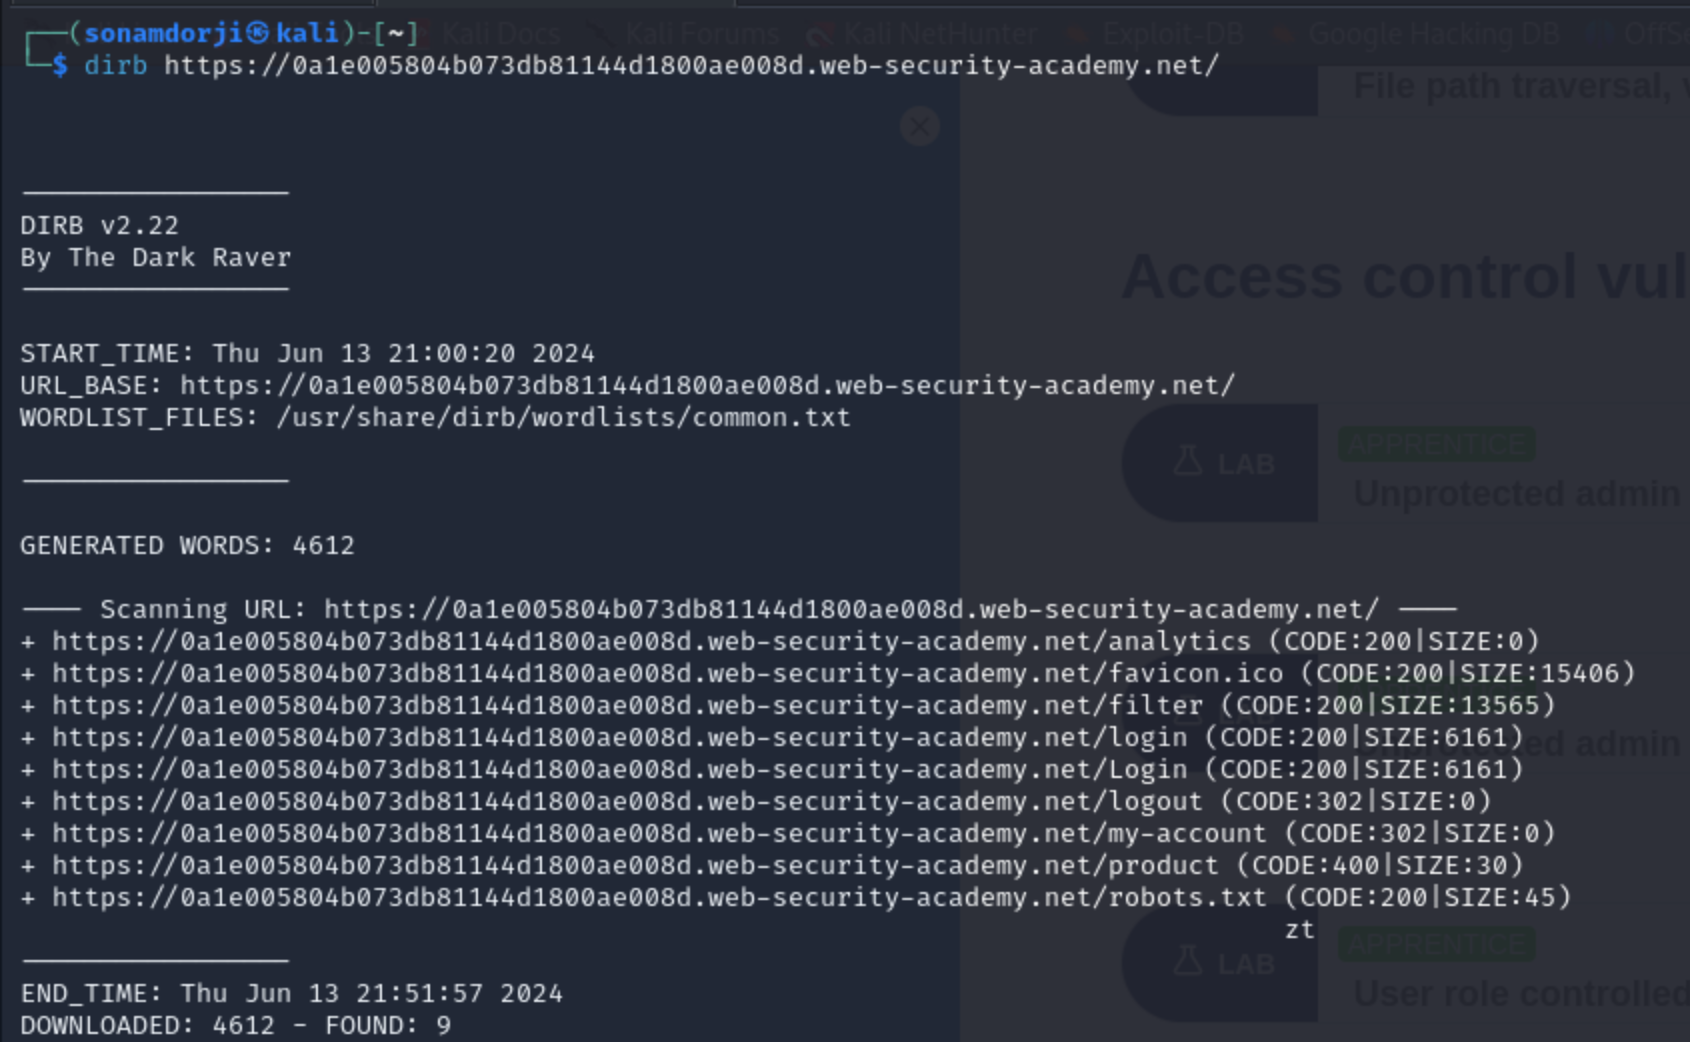 Kali Docs Kali Forums Kali NetHunter Exploit-DB Google Hacking DB
┌──(sonamdorji㉿kali)-[~]
└─$ dirb https://0a1e005804b073db81144d1800ae008d.web-security-academy.net/
File path traversal,
-----------------
DIRB v2.22
By The Dark Raver
-----------------
Access control vul
START_TIME: Thu Jun 13 21:00:20 2024
URL_BASE: https://0a1e005804b073db81144d1800ae008d.web-security-academy.net/
WORDLIST_FILES: /usr/share/dirb/wordlists/common.txt
APPRENTICE
LAB
Unprotected admin
-----------------
GENERATED WORDS: 4612
---- Scanning URL: https://0a1e005804b073db81144d1800ae008d.web-security-academy.net/ ----
+ https://0a1e005804b073db81144d1800ae008d.web-security-academy.net/analytics (CODE:200|SIZE:0)
+ https://0a1e005804b073db81144d1800ae008d.web-security-academy.net/favicon.ico (CODE:200|SIZE:15406)
+ https://0a1e005804b073db81144d1800ae008d.web-security-academy.net/filter (CODE:200|SIZE:13565)
LAB
+ https://0a1e005804b073db81144d1800ae008d.web-security-academy.net/login (CODE:200|SIZE:6161)
Unprotected admin
+ https://0a1e005804b073db81144d1800ae008d.web-security-academy.net/Login (CODE:200|SIZE:6161)
+ https://0a1e005804b073db81144d1800ae008d.web-security-academy.net/logout (CODE:302|SIZE:0)
+ https://0a1e005804b073db81144d1800ae008d.web-security-academy.net/my-account (CODE:302|SIZE:0)
+ https://0a1e005804b073db81144d1800ae008d.web-security-academy.net/product (CODE:400|SIZE:30)
+ https://0a1e005804b073db81144d1800ae008d.web-security-academy.net/robots.txt (CODE:200|SIZE:45)
zt
APPRENTICE
LAB
User role controlled
-----------------
END_TIME: Thu Jun 13 21:51:57 2024
DOWNLOADED: 4612 - FOUND: 9